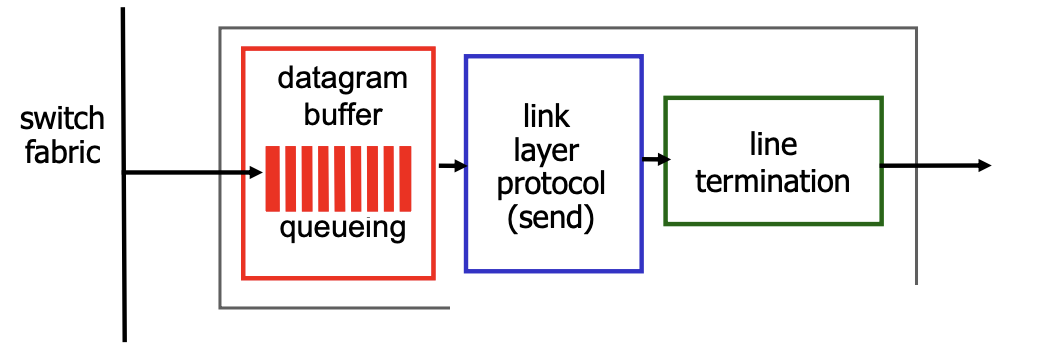 switch
fabric
datagram
buffer
queueing
link
layer
protocol
(send)
line
termination